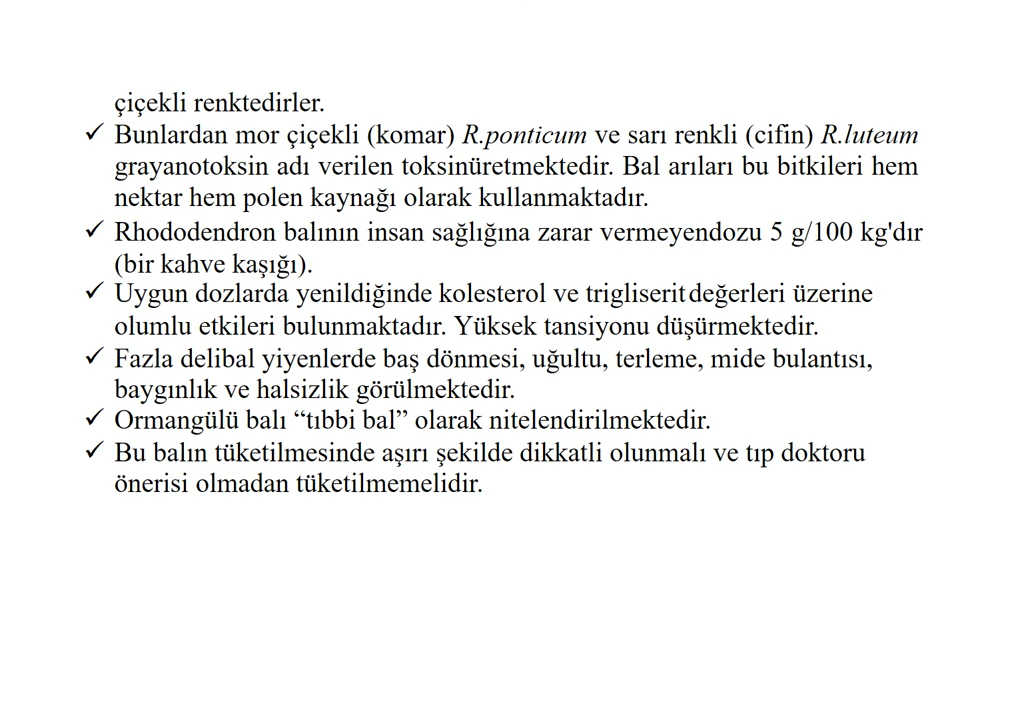 çiçekli renktedirler.
✓ Bunlardan mor çiçekli (komar) R.ponticum ve sarı renkli (cifin) R.luteum
grayanotoksin adı verilen toksinüretmektedir. Bal arıları bu bitkileri hem
nektar hem polen kaynağı olarak kullanmaktadır.
✓ Rhododendron balının insan sağlığına zarar vermeyendozu 5 g/100 kg'dır
(bir kahve kaşığı).
✓ Uygun dozlarda yenildiğinde kolesterol ve trigliseritdeğerleri üzerine
olumlu etkileri bulunmaktadır. Yüksek tansiyonu düşürmektedir.
✓ Fazla delibal yiyenlerde baş dönmesi, uğultu, terleme, mide bulantısı,
baygınlık ve halsizlik görülmektedir.
✓ Ormangülü balı “tıbbi bal” olarak nitelendirilmektedir.
✓ Bu balın tüketilmesinde aşırı şekilde dikkatli olunmalı ve tıp doktoru
önerisi olmadan tüketilmemelidir.